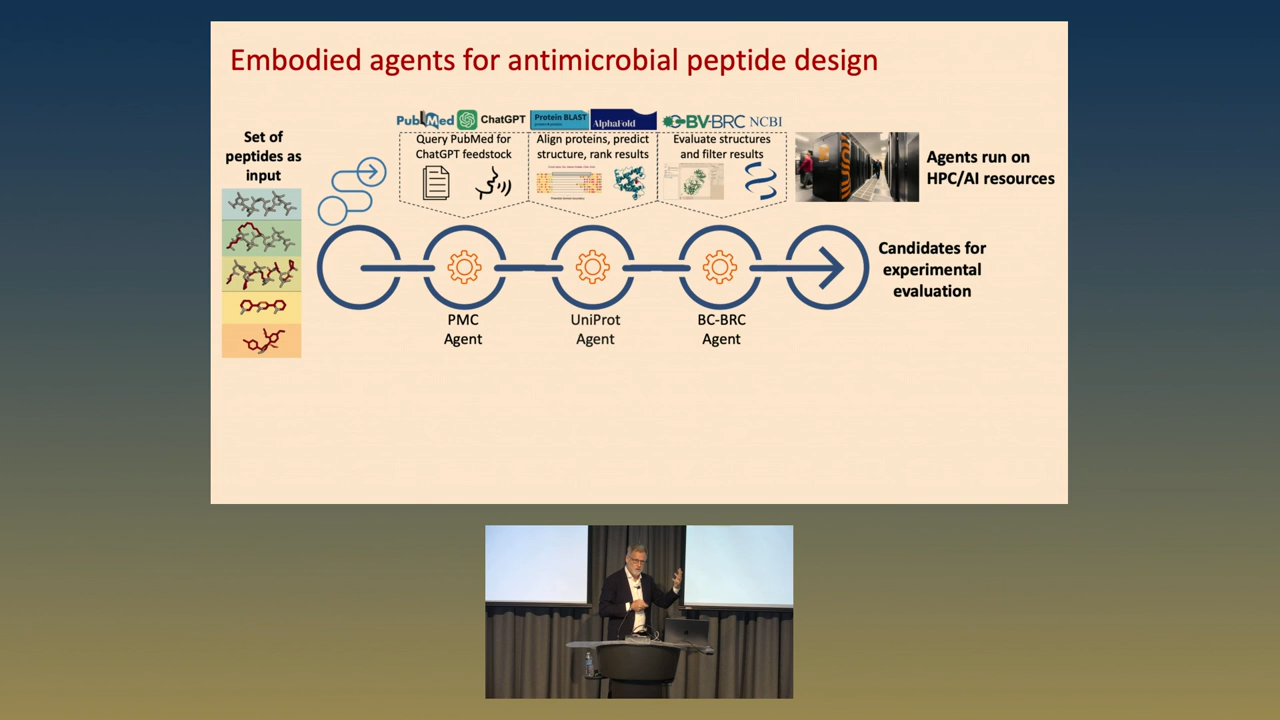 Embodied agents for antimicrobial peptide design
Set of
peptides as
input
PubMed
ChatGPT
Protein BLAST
AlphaFold
BV-BRC
NCBI
Query PubMed for
ChatGPT feedstock
Align proteins, predict
structure, rank results
Evaluate structures
and filter results
Agents run on
HPC/AI resources
Candidates for
experimental
evaluation
PMC
Agent
UniProt
Agent
BC-BRC
Agent